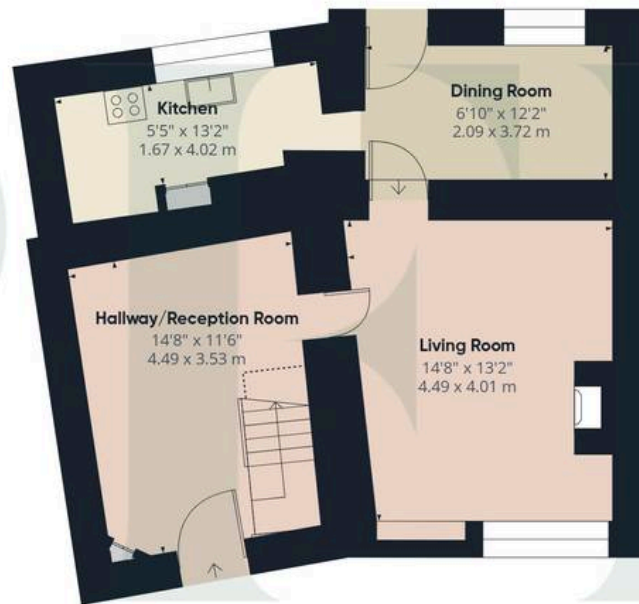 Kitchen
5'5" x 13'2"
1.67 x 4.02 m
Dining Room
6'10" x 12'2"
2.09 x 3.72 m
Hallway/Reception Room
14'8" x 11'6"
4.49 x 3.53 m
Living Room
14'8" x 13'2"
4.49 x 4.01 m